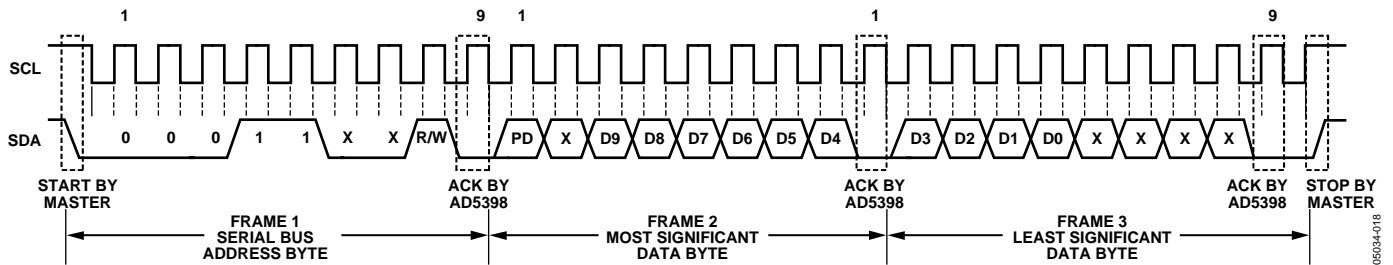 1 9 1 1 9
SCL
SDA 0 0 0 1 1 X X R/W PD X D9 D8 D7 D6 D5 D4 D3 D2 D1 D0 X X X X
START BY
MASTER
ACK BY
AD5398
ACK BY
AD5398
ACK BY
AD5398
STOP BY
MASTER
FRAME 1
SERIAL BUS
ADDRESS BYTE
FRAME 2
MOST SIGNIFICANT
DATA BYTE
FRAME 3
LEAST SIGNIFICANT
DATA BYTE
05034-018